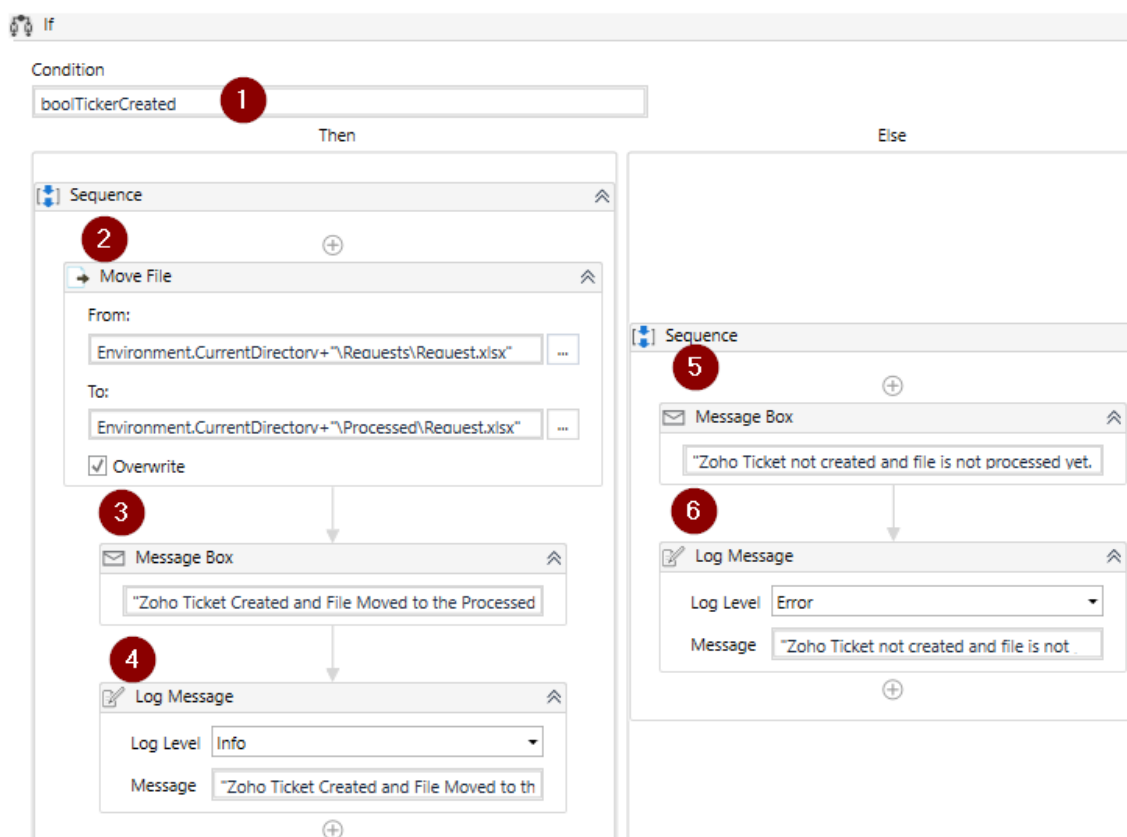 If
Condition
boolTickerCreated
1
Then
Else
Sequence
2
Move File
From:
Environment.CurrentDirectory+"\Requests\Request.xlsx"
...
To:
Environment.CurrentDirectory+"\Processed\Request.xlsx"
...
Overwrite
3
Message Box
"Zoho Ticket Created and File Moved to the Processed
4
Log Message
Log Level Info
Message "Zoho Ticket Created and File Moved to th
Sequence
5
Message Box
"Zoho Ticket not created and file is not processed yet.
6
Log Message
Log Level Error
Message "Zoho Ticket not created and file is not